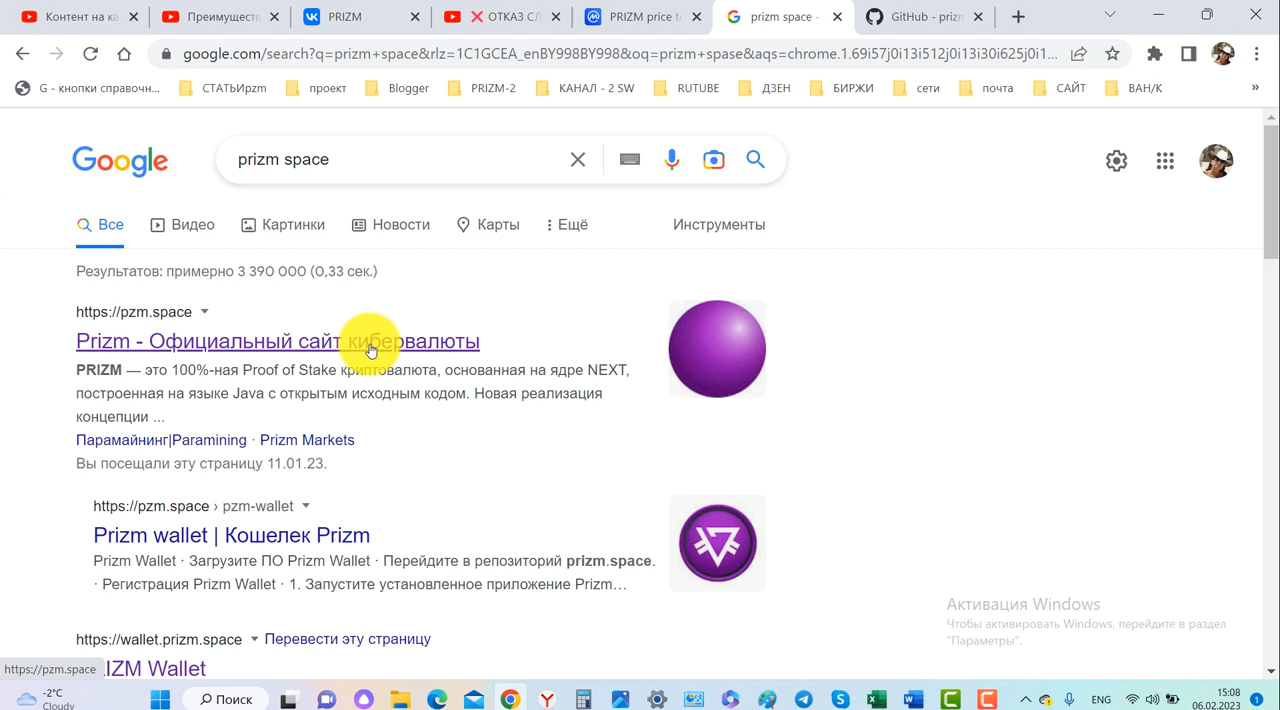 Контент на ка
Преимуществ
PRIZM
❌ ОТКАЗ СЛ
PRIZM price to
prizm space -
GitHub - prizm
google.com/search?q=prizm+space&rlz=1C1GCEA_enBY998BY998&oq=prizm+spase&aqs=chrome.1.69i57j0i13i512j0i13i30i625j0i1...
G - кнопки справочн...
СТАТЬИpzm
проект
Blogger
PRIZM-2
КАНАЛ - 2 SW
RUTUBE
ДЗЕН
БИРЖИ
сети
почта
САЙТ
ВАН/К
»
Google
prizm space
Все
Видео
Картинки
Новости
Карты
Ещё
Инструменты
Результатов: примерно 3 390 000 (0,33 сек.)
https://pzm.space
Prizm - Официальный сайт кибервалюты
PRIZM — это 100%-ная Proof of Stake криптовалюта, основанная на ядре NEXT,
построенная на языке Java с открытым исходным кодом. Новая реализация
концепции ...
Парамайнинг|Paramining · Prizm Markets
Вы посещали эту страницу 11.01.23.
https://pzm.space › pzm-wallet
Prizm wallet | Кошелек Prizm
Prizm Wallet · Загрузите ПО Prizm Wallet · Перейдите в репозиторий prizm.space.
· Регистрация Prizm Wallet · 1. Запустите установленное приложение Prizm...
https://wallet.prizm.space
Перевести эту страницу
IZM Wallet
https://pzm.space
Активация Windows
Чтобы активировать Windows, перейдите в раздел
"Параметры".
-2°C
Cloudy
Поиск
ENG
15:08
06.02.2023
1